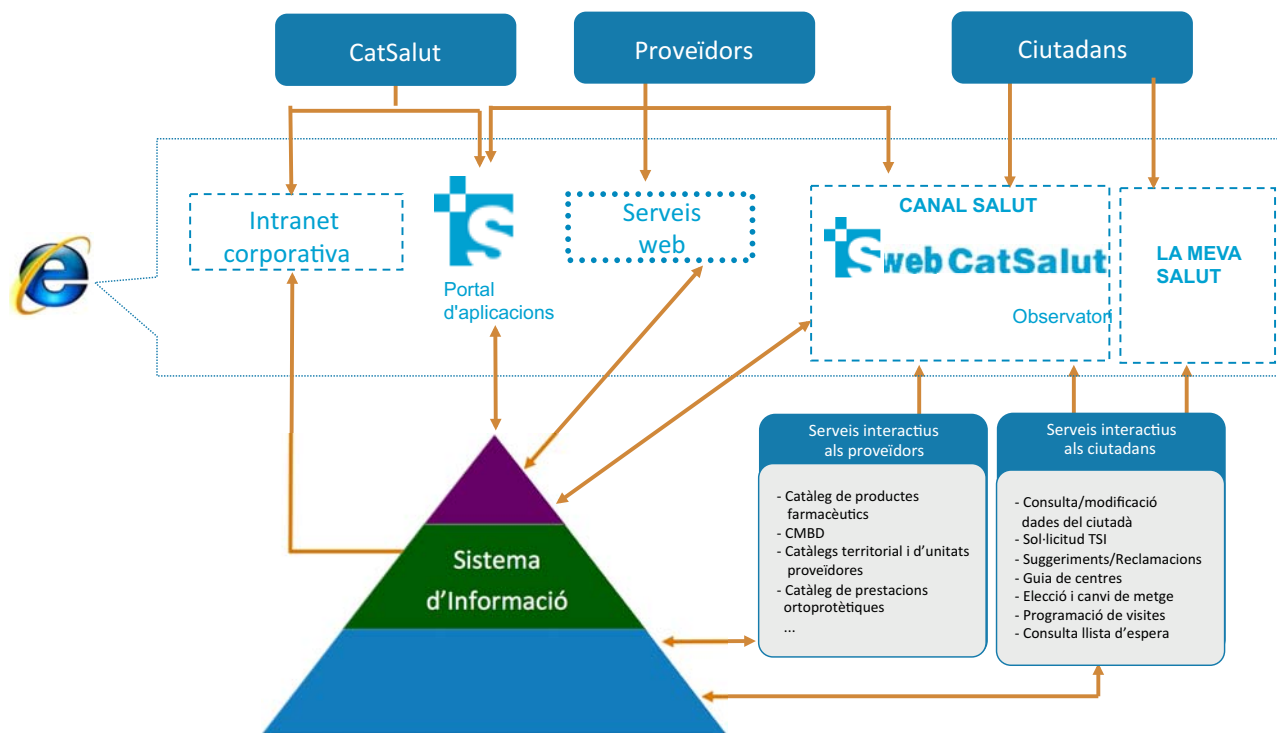 CatSalut
Proveïdors
Ciutadans
Intranet
corporativa
S
Portal
d'aplicacions
Serveis
web
CANAL SALUT
S web CatSalut
Observatori
LA MEVA
SALUT
Serveis interactius
als proveïdors
- Catàleg de productes
farmacèutics
- CMBD
- Catàlegs territorial i d'unitats
proveïdores
- Catàleg de prestacions
ortoprotètiques
...
Serveis interactius
als ciutadans
- Consulta/modificació
dades del ciutadà
- Sol·licitud TSI
- Suggeriments/Reclamacions
- Guia de centres
- Elecció i canvi de metge
- Programació de visites
- Consulta llista d'espera
Sistema
d'Informació